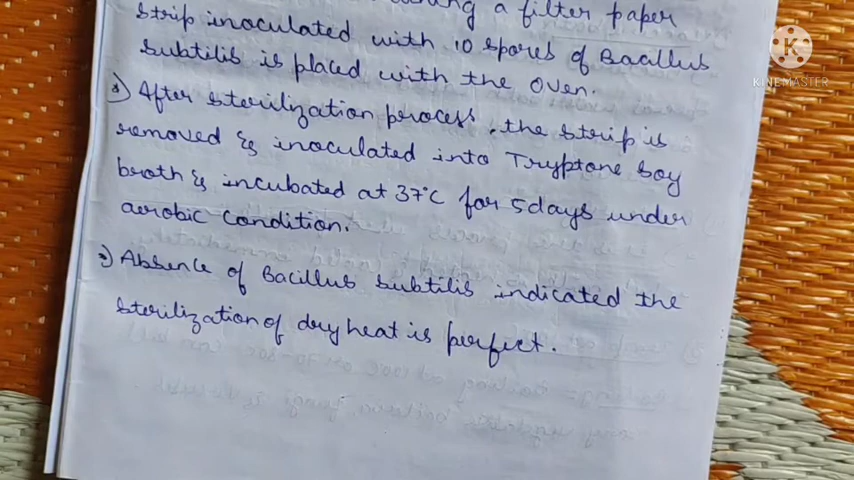 a filter paper
strip inoculated with 10 spores of Bacillus
subtilis is placed with the oven.
*) After sterilization process, the strip is
removed & inoculated into Tryptone soy
broth & incubated at 37°C for 5 days under
aerobic condition.
*) Absence of Bacillus subtilis indicated the
sterilization of dry heat is perfect.
K
KINEMASTER